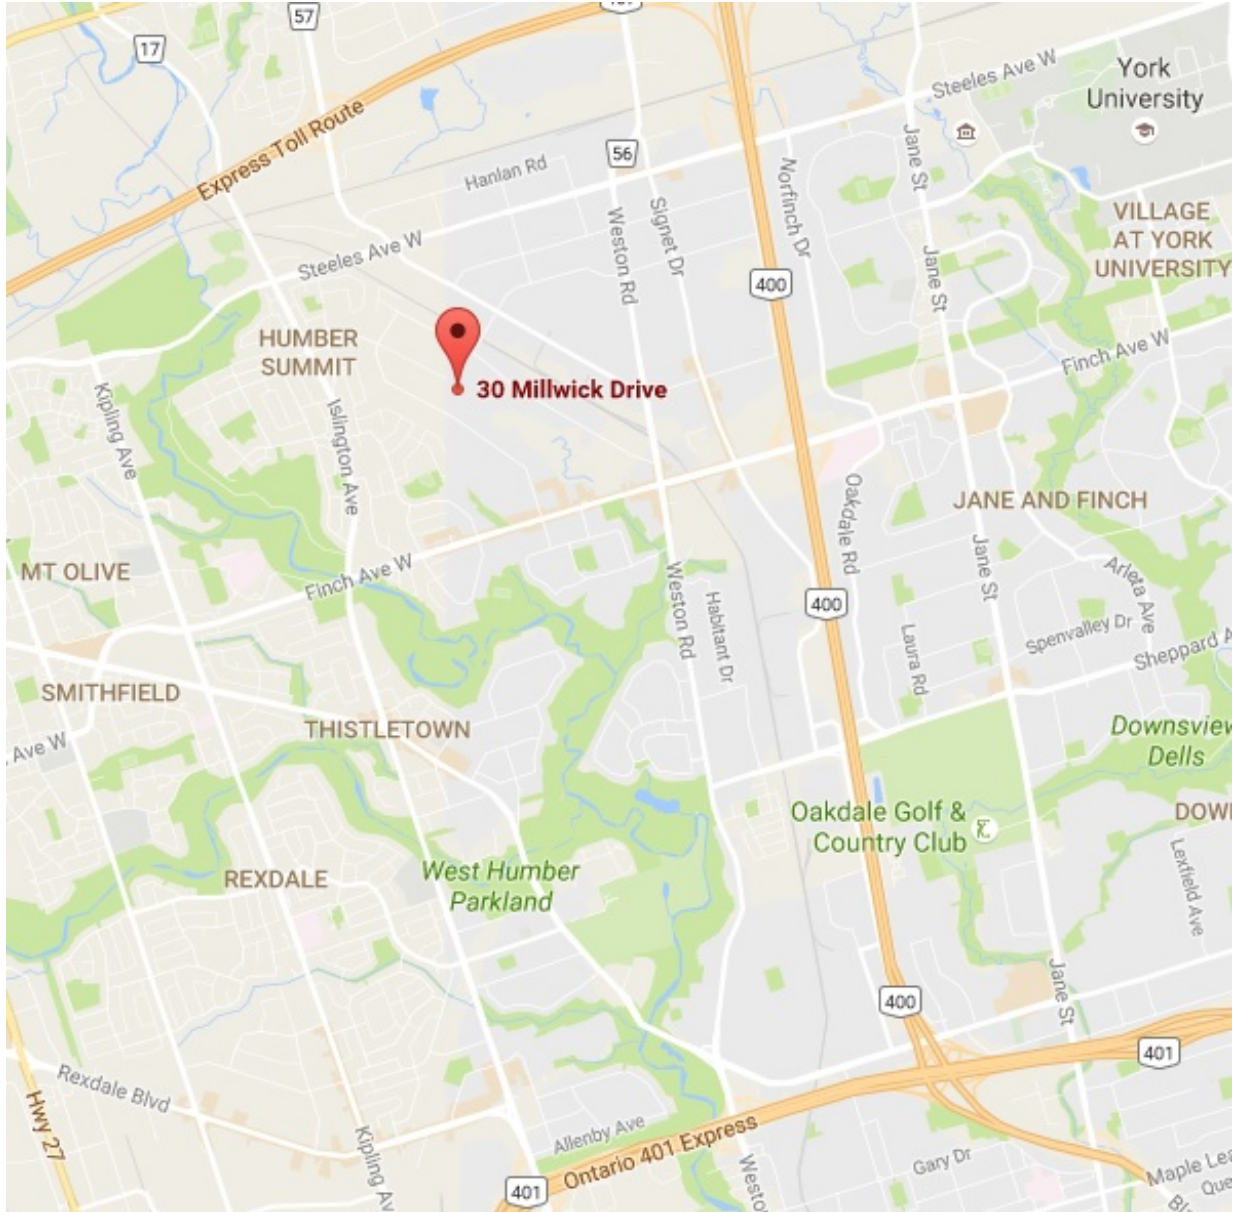 57
17
Steeles Ave W
York
University
Express Toll Route
56
Hanlan Rd
Jane St
Norfinch Dr
Signet Dr
Weston Rd
VILLAGE
AT YORK
UNIVERSITY
Steeles Ave W
Jane St
400
HUMBER
SUMMIT
Finch Ave W
30 Millwick Drive
Kipling Ave
Islington Ave
Oakdale Rd
JANE AND FINCH
MT OLIVE
Finch Ave W
Jane St
Arleta Ave
Weston Rd
Habitant Dr
400
Laura Rd
Spenvalley Dr
Sheppard A
SMITHFIELD
THISTLETOWN
Ave W
Downsview
Dells
Oakdale Golf &
Country Club
DOW
Lexfield Ave
REXDALE
West Humber
Parkland
Jane St
400
401
Rexdale Blvd
Hwy 27
Kipling Av
Allenby Ave
Ontario 401 Express
401
Westo
Gary Dr
Maple Lea
Que
Bl